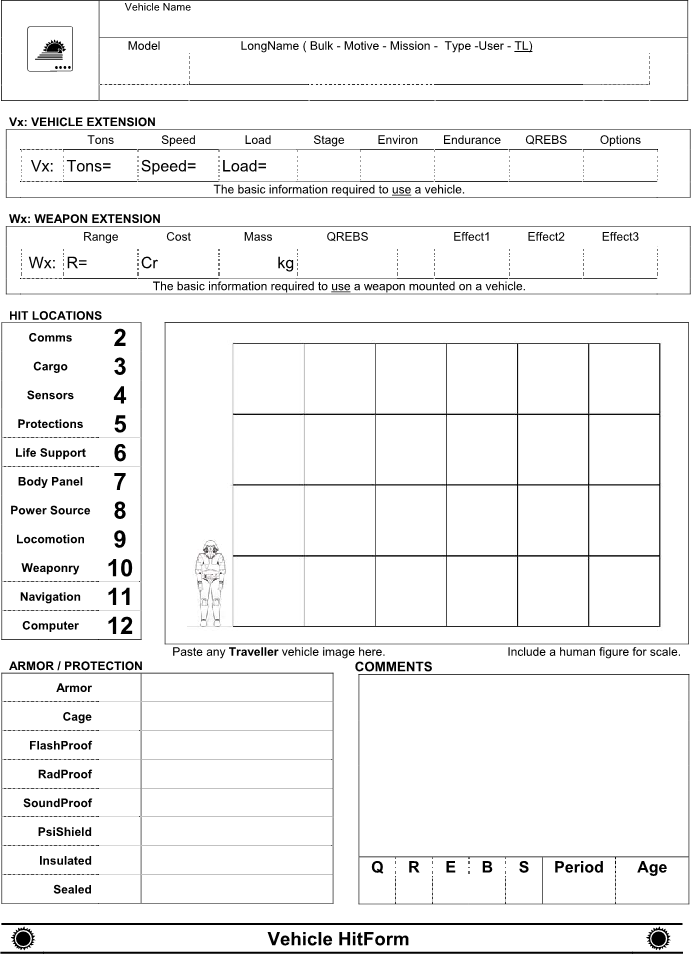 Vehicle Name
Model LongName ( Bulk - Motive - Mission - Type -User - TL)
Vx: VEHICLE EXTENSION
Tons Speed Load Stage Environ Endurance QREBS Options
Vx: Tons= Speed= Load=
The basic information required to use a vehicle.
Wx: WEAPON EXTENSION
Range Cost Mass QREBS Effect1 Effect2 Effect3
Wx: R= Cr kg
The basic information required to use a weapon mounted on a vehicle.
HIT LOCATIONS
Comms 2
Cargo 3
Sensors 4
Protections 5
Life Support 6
Body Panel 7
Power Source 8
Locomotion 9
Weaponry 10
Navigation 11
Computer 12
Paste any Traveller vehicle image here. Include a human figure for scale.
ARMOR / PROTECTION
Armor
Cage
FlashProof
RadProof
SoundProof
PsiShield
Insulated
Sealed
COMMENTS
Q R E B S Period Age
Vehicle HitForm